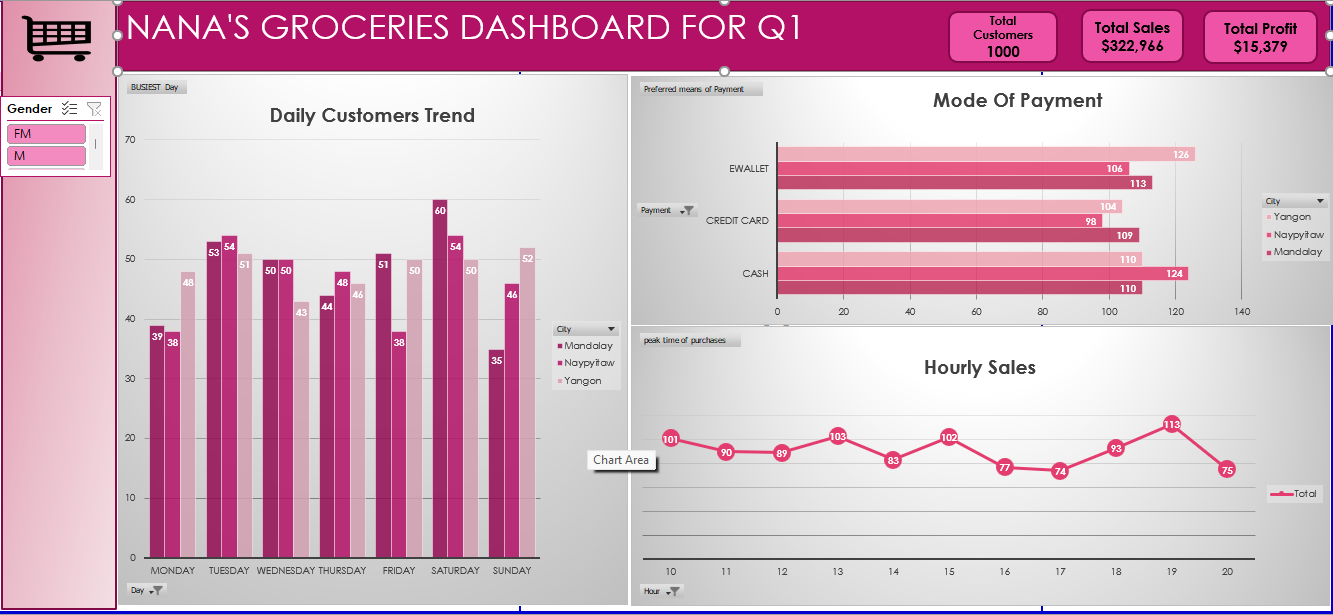 NANA'S GROCERIES DASHBOARD FOR Q1
Total
Customers
1000
Total Sales
$322,966
Total Profit
$15,379
Gender
FM
M
BUSIEST Day
Daily Customers Trend
70
60
50
40
30
20
10
0
39 38 48
53 54 51
50 50 43
44 48 46
51 38 50
60 54 50
35 46 52
MONDAY TUESDAY WEDNESDAY THURSDAY FRIDAY SATURDAY SUNDAY
City
Mandalay
Naypyitaw
Yangon
Day
Preferred means of Payment
Mode Of Payment
Payment
EWALLET
126
106
113
CREDIT CARD
104
98
109
CASH
110
124
110
0 20 40 60 80 100 120 140
City
Yangon
Naypyitaw
Mandalay
peak time of purchases
Hourly Sales
101 90 89 103 83 102 77 74 93 113 75
10 11 12 13 14 15 16 17 18 19 20
Total
Hour
Chart Area